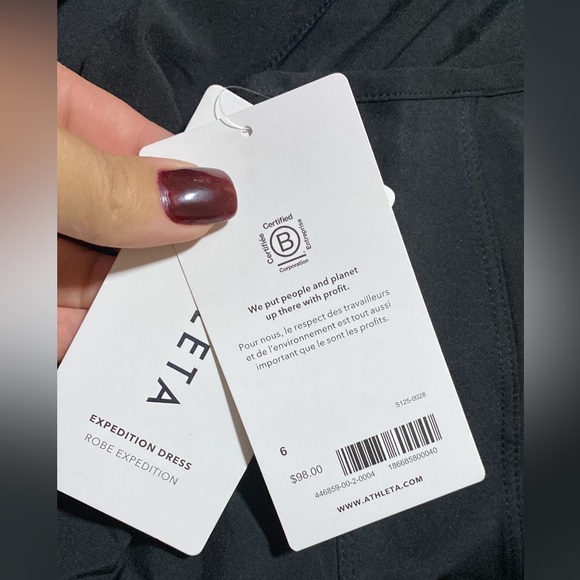 Certified
Certifiée
B
Entreprise
Corporation
We put people and planet
up there with profit.
Pour nous, le respect des travailleurs
et de l'environnement est tout aussi
important que le sont les profits.
S125-0028
6
$98.00
446859-00-2-0004
186685800040
WWW.ATHLETA.COM
LETA
EXPEDITION DRESS
ROBE EXPEDITION